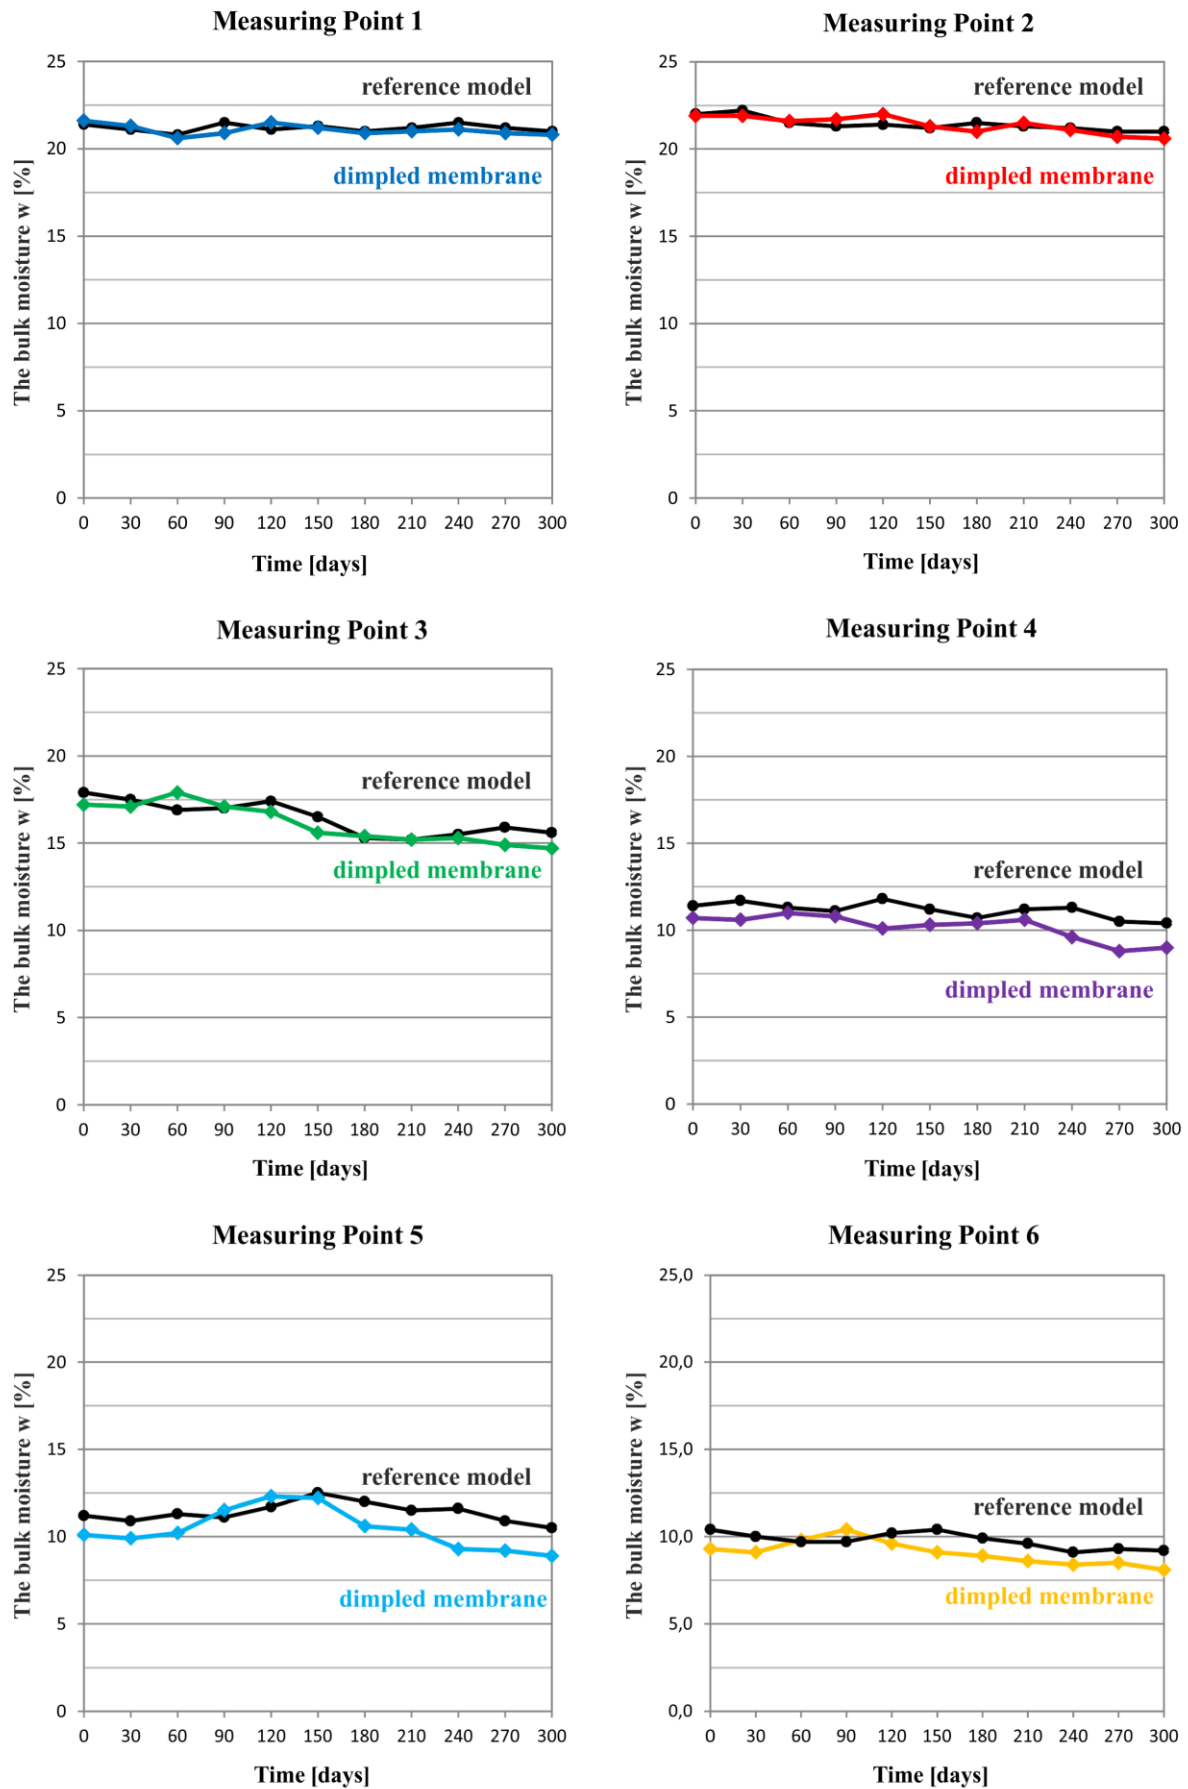 Measuring Point 1
25
20
15
10
5
0
The bulk moisture w [%]
reference model
dimpled membrane
0 30 60 90 120 150 180 210 240 270 300
Time [days]
Measuring Point 2
25
20
15
10
5
0
The bulk moisture w [%]
reference model
dimpled membrane
0 30 60 90 120 150 180 210 240 270 300
Time [days]
Measuring Point 3
25
20
15
10
5
0
The bulk moisture w [%]
reference model
dimpled membrane
0 30 60 90 120 150 180 210 240 270 300
Time [days]
Measuring Point 4
25
20
15
10
5
0
The bulk moisture w [%]
reference model
dimpled membrane
0 30 60 90 120 150 180 210 240 270 300
Time [days]
Measuring Point 5
25
20
15
10
5
0
The bulk moisture w [%]
reference model
dimpled membrane
0 30 60 90 120 150 180 210 240 270 300
Time [days]
Measuring Point 6
25,0
20,0
15,0
10,0
5,0
0,0
The bulk moisture w [%]
reference model
dimpled membrane
0 30 60 90 120 150 180 210 240 270 300
Time [days]